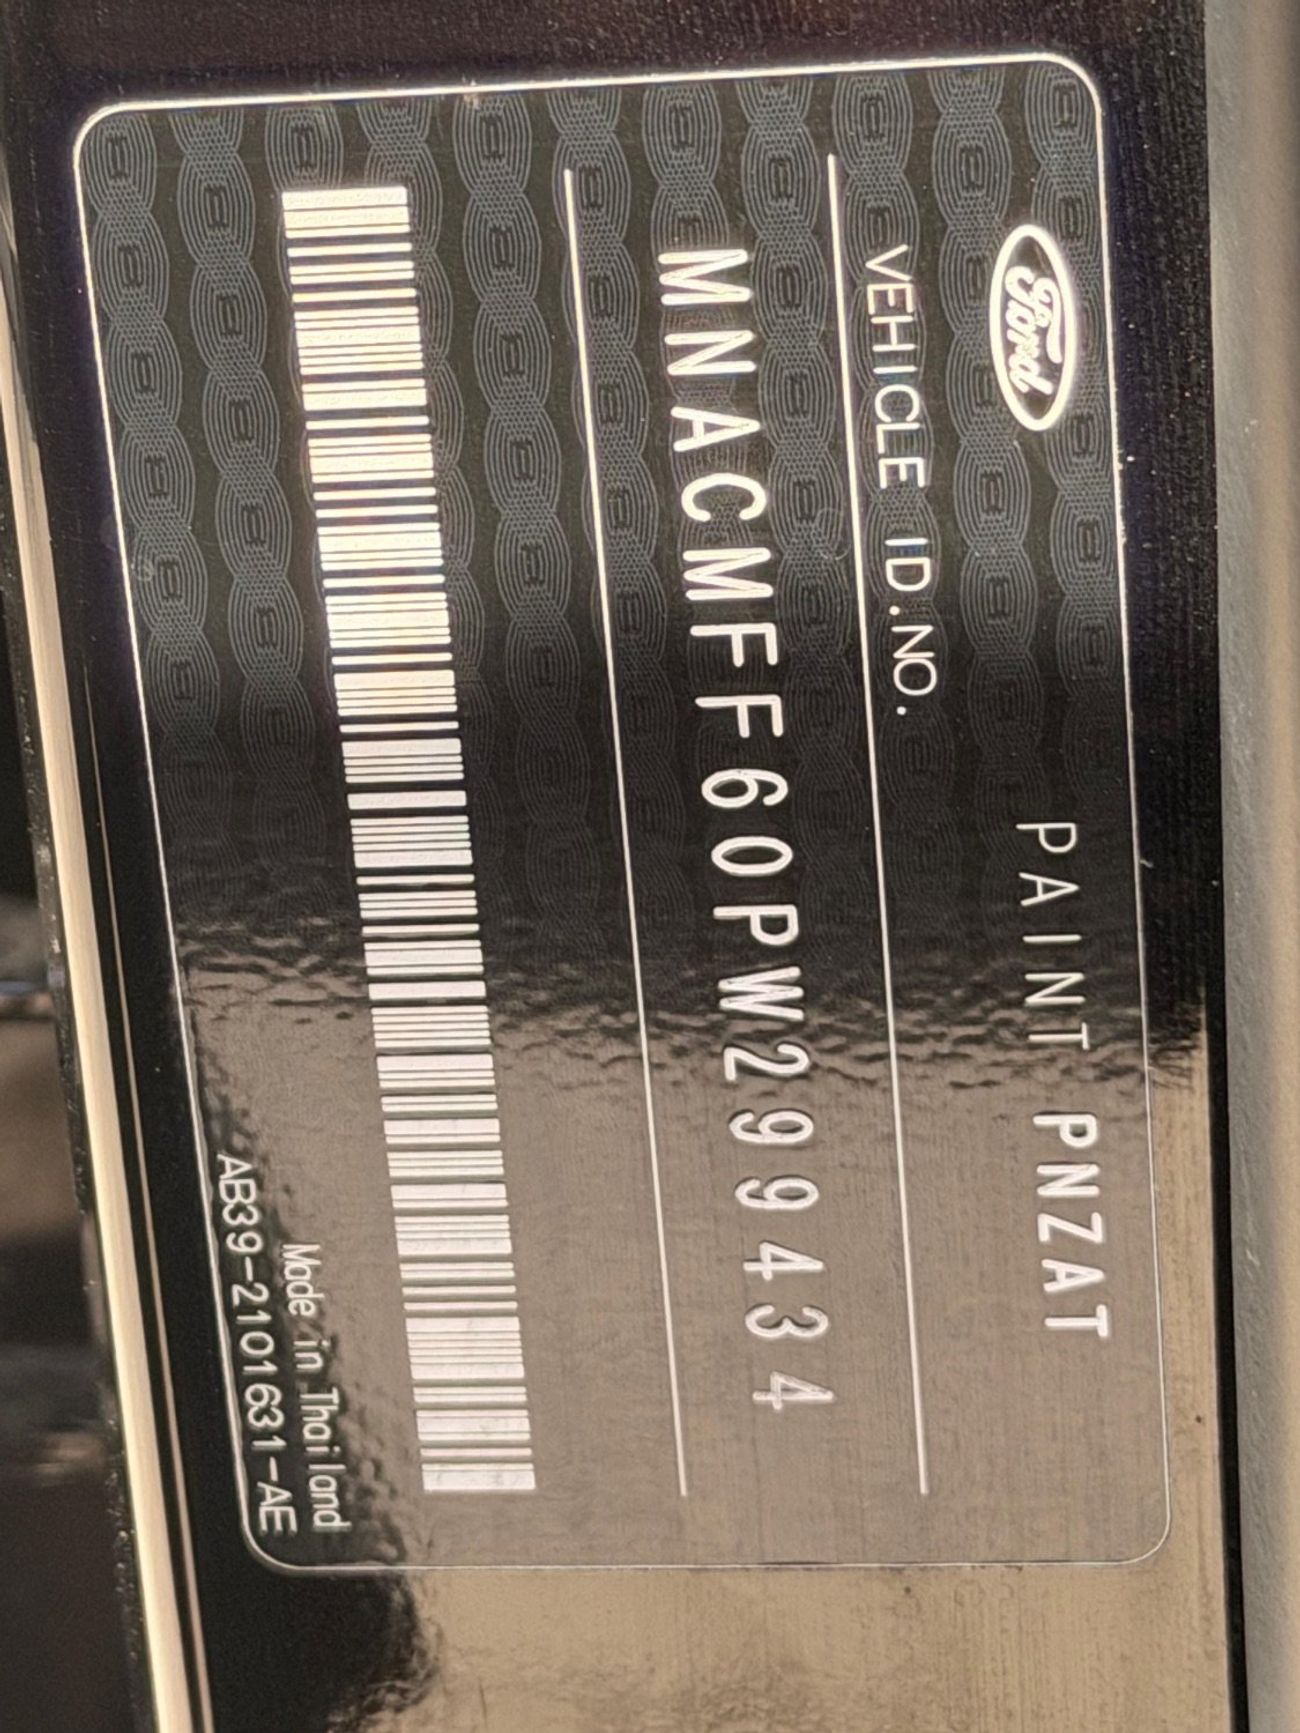 Ford
PAINT PNZAT
VEHICLE ID.NO.
MNACMFF60PW299434
Made in Thailand
AB39-2101631-AE